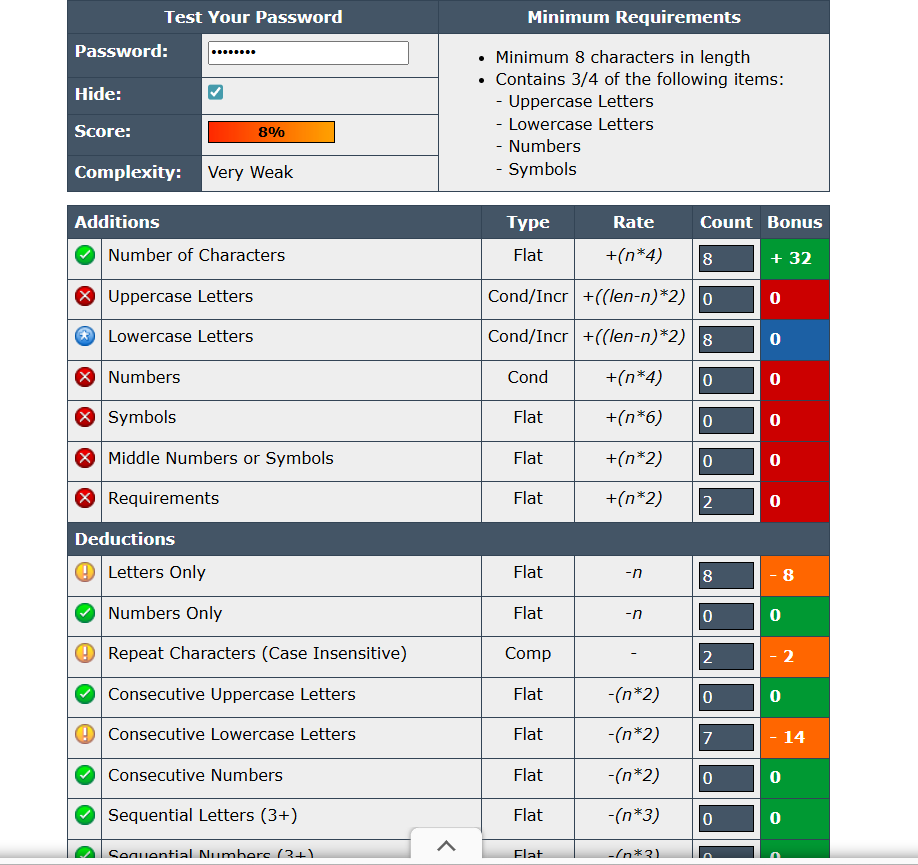 Test Your Password Minimum Requirements
Password: ••••••••
Hide:
Score: 8%
Complexity: Very Weak
• Minimum 8 characters in length
• Contains 3/4 of the following items:
- Uppercase Letters
- Lowercase Letters
- Numbers
- Symbols
Additions Type Rate Count Bonus
Number of Characters Flat +(n*4) 8 + 32
Uppercase Letters Cond/Incr +((len-n)*2) 0 0
Lowercase Letters Cond/Incr +((len-n)*2) 8 0
Numbers Cond +(n*4) 0 0
Symbols Flat +(n*6) 0 0
Middle Numbers or Symbols Flat +(n*2) 0 0
Requirements Flat +(n*2) 2 0
Deductions
Letters Only Flat -n 8 - 8
Numbers Only Flat -n 0 0
Repeat Characters (Case Insensitive) Comp - 2 - 2
Consecutive Uppercase Letters Flat -(n*2) 0 0
Consecutive Lowercase Letters Flat -(n*2) 7 - 14
Consecutive Numbers Flat -(n*2) 0 0
Sequential Letters (3+) Flat -(n*3) 0 0
Sequential Numbers (3+) Flat -(n*3) 0 0